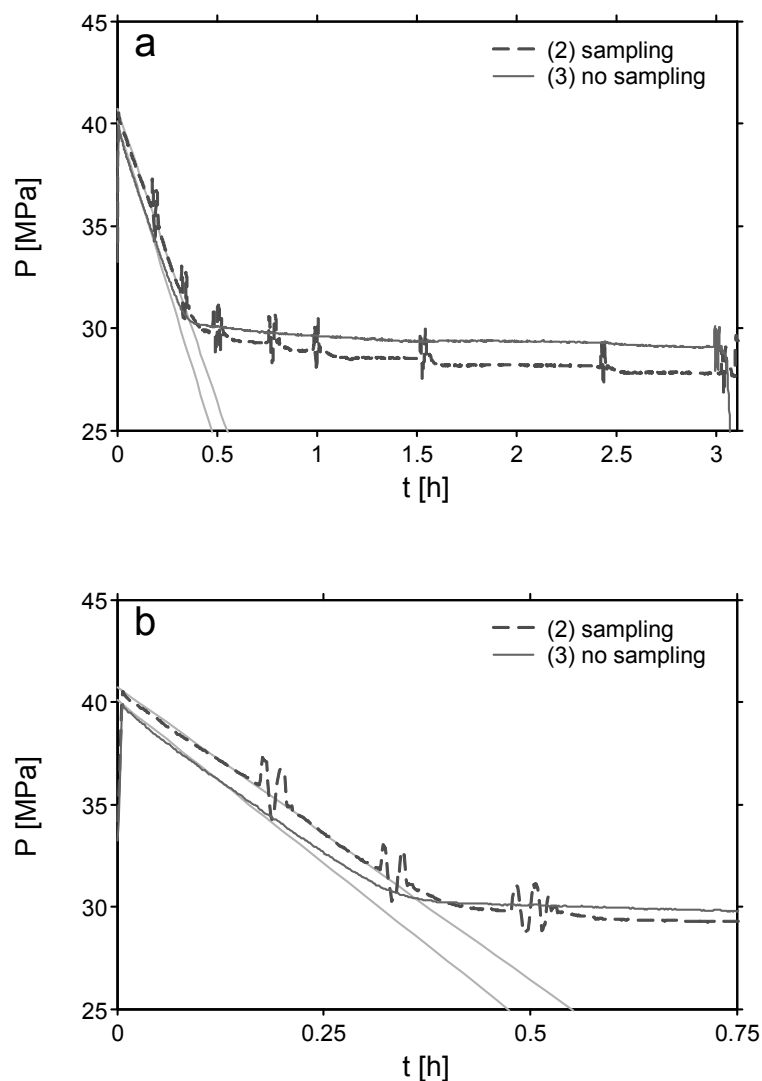 45
a
(2) sampling
(3) no sampling
40
P [MPa]
35
30
25
0 0.5 1 1.5 2 2.5 3
t [h]
45
b
(2) sampling
(3) no sampling
40
P [MPa]
35
30
25
0 0.25 0.5 0.75
t [h]